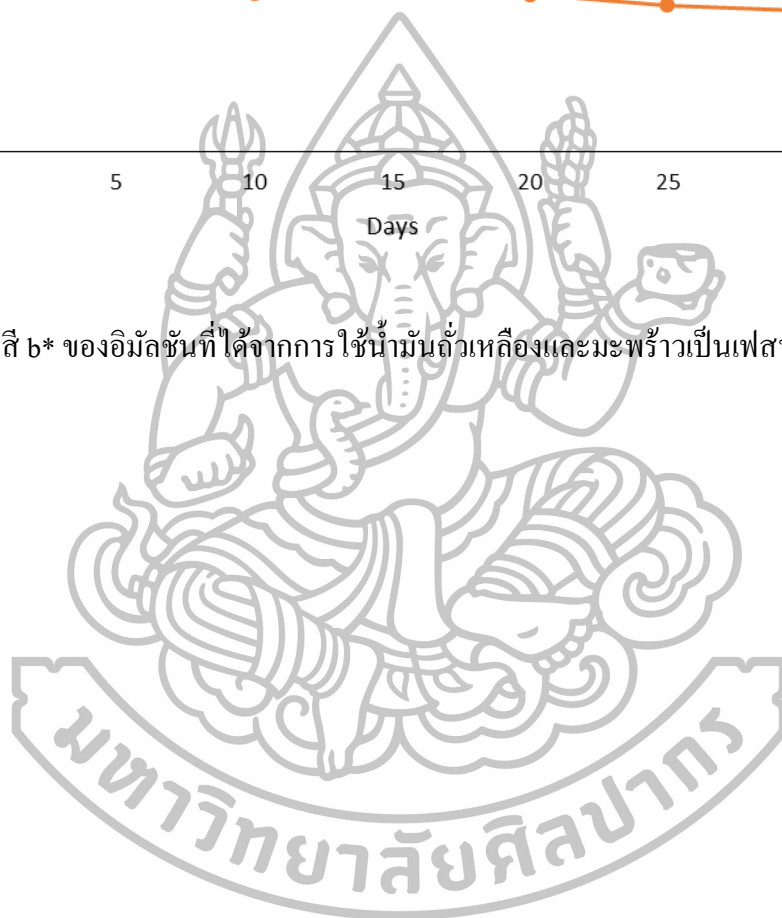 5 10 15 20 25
Days
สี b* ของอิมัลชันที่ได้จากการใช้น้ำมันถั่วเหลืองและมะพร้าวเป็นเฟส
มหาวิทยาลัยศิลปากร